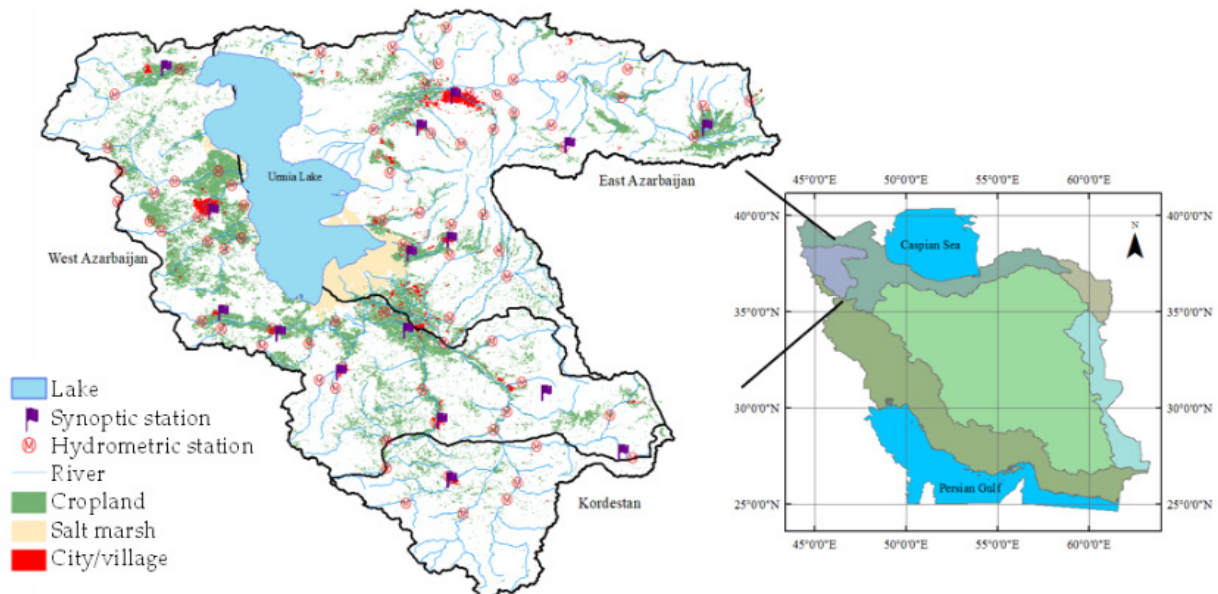 Urmia Lake
East Azarbaijan
West Azarbaijan
Kordestan
Lake
Synoptic station
Hydrometric station
River
Cropland
Salt marsh
City/village
45°0'0"E 50°0'0"E 55°0'0"E 60°0'0"E
40°0'0"N 40°0'0"N
N
Caspian Sea
35°0'0"N 35°0'0"N
30°0'0"N 30°0'0"N
Persian Gulf
25°0'0"N 25°0'0"N
45°0'0"E 50°0'0"E 55°0'0"E 60°0'0"E